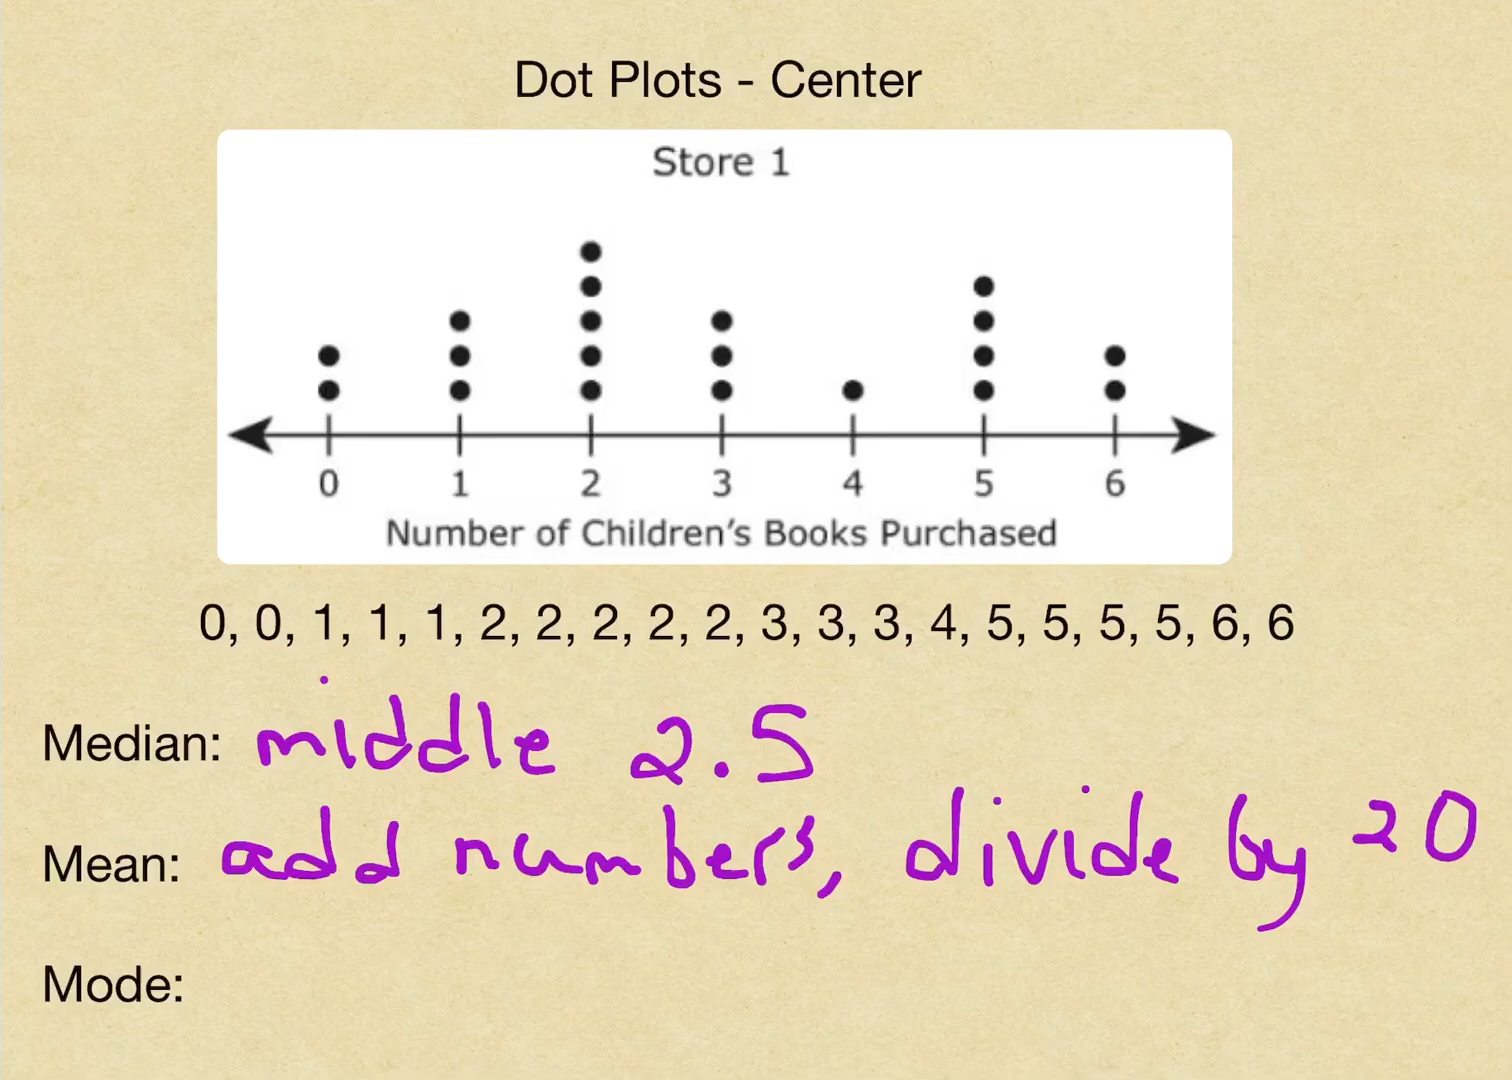 Dot Plots - Center
Store 1
0 1 2 3 4 5 6
Number of Children's Books Purchased
0, 0, 1, 1, 1, 2, 2, 2, 2, 2, 3, 3, 3, 4, 5, 5, 5, 5, 6, 6
Median: middle 2.5
Mean: add numbers, divide by 20
Mode: